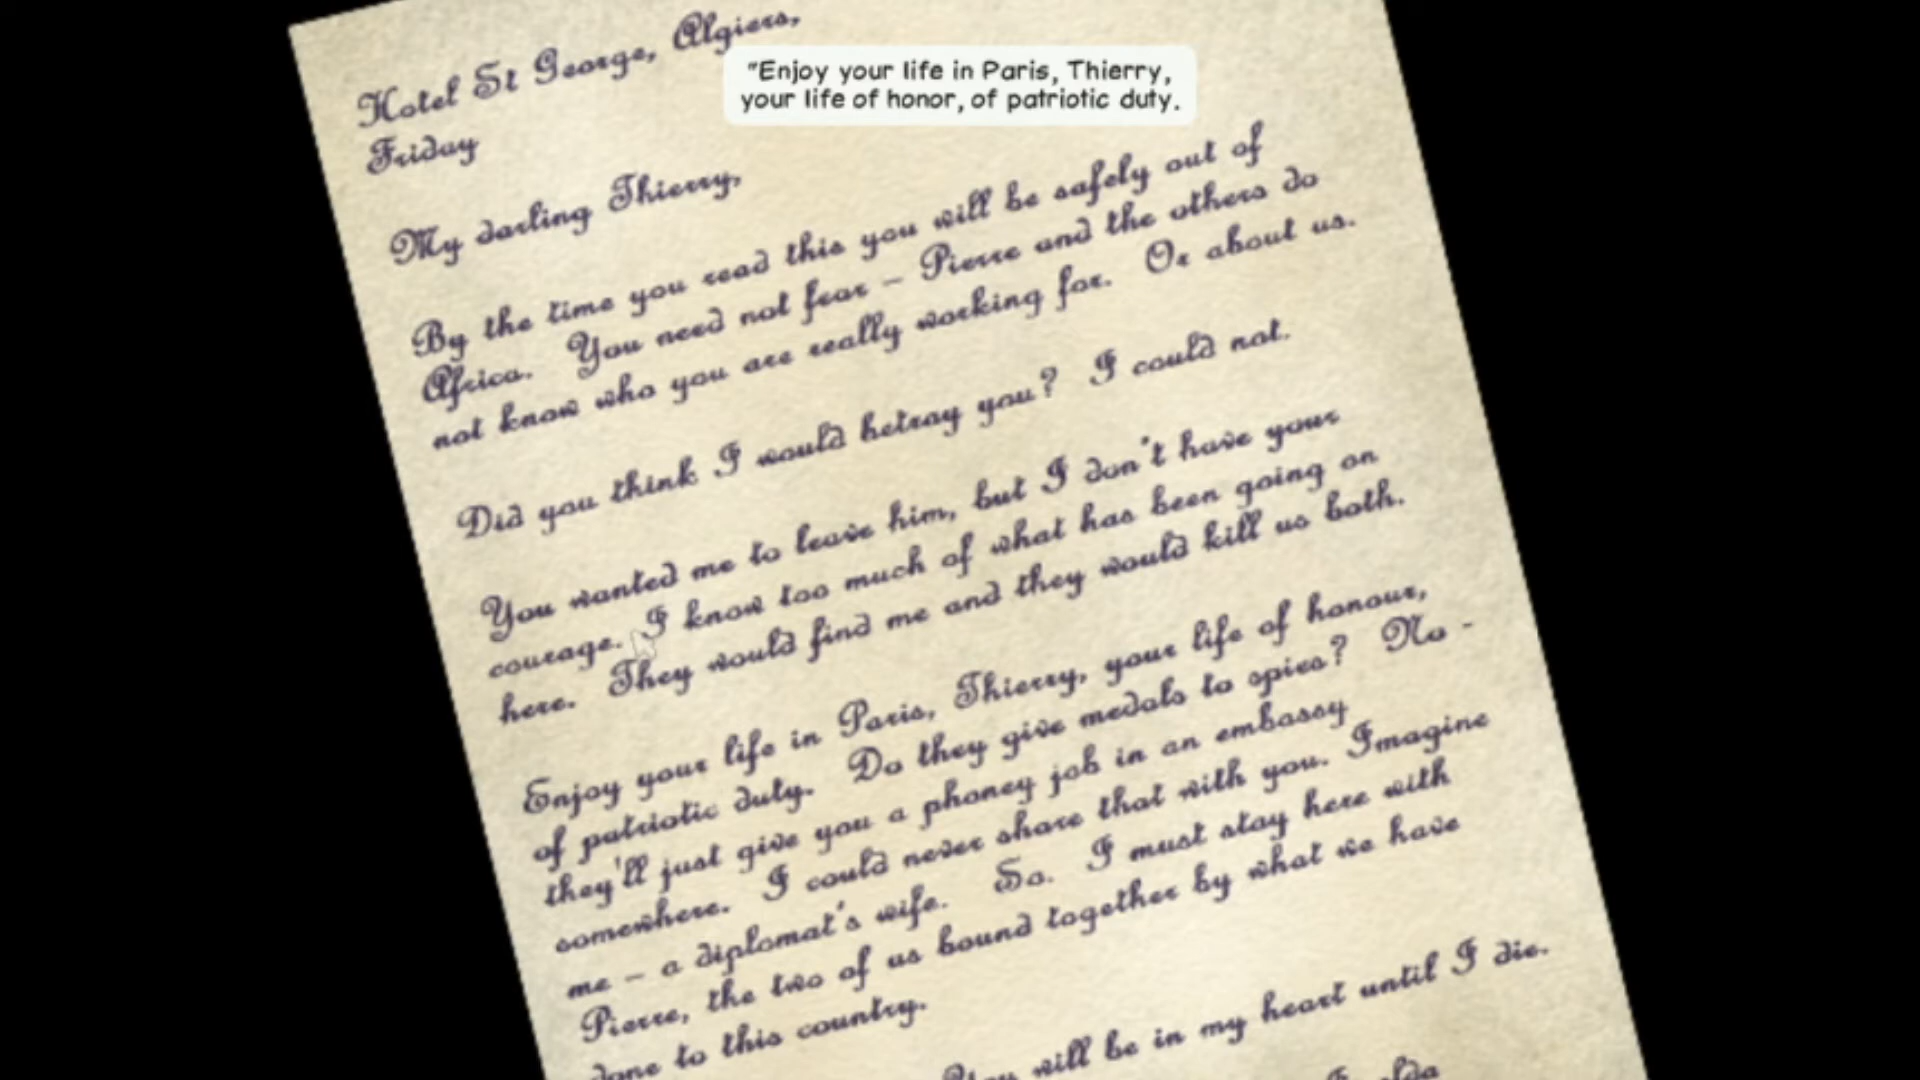 Hotel St George, Algiers,
"Enjoy your life in Paris, Thierry,
your life of honor, of patriotic duty.
Friday
My darling Thierry,
By the time you read this you will be safely out of
Africa. You need not fear – Pierre and the others do
not know who you are really working for. Or about us.
Did you think I would betray you? I could not.
You wanted me to leave him, but I don't have your
courage. I know too much of what has been going on
here. They would find me and they would kill us both.
Enjoy your life in Paris, Thierry, your life of honour,
of patriotic duty. Do they give medals to spies? No -
they'll just give you a phoney job in an embassy
somewhere. I could never share that with you. Imagine
me – a diplomat's wife. So. I must stay here with
Pierre, the two of us bound together by what we have
done to this country.
You will be in my heart until I die.